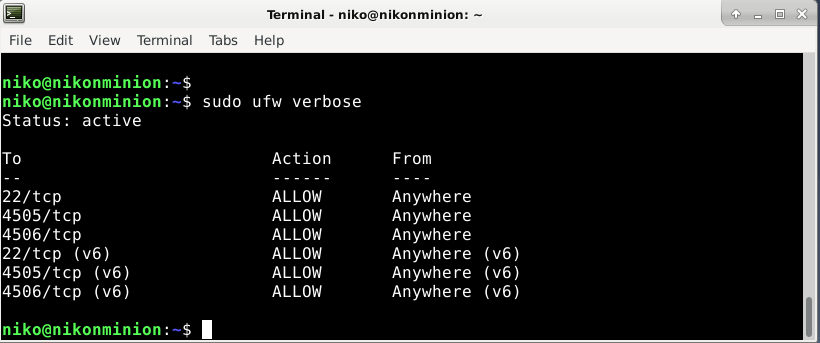 Terminal - niko@nikonminion: ~
File Edit View Terminal Tabs Help
niko@nikonminion:~$
niko@nikonminion:~$ sudo ufw verbose
Status: active
To Action From
-- ------ ----
22/tcp ALLOW Anywhere
4505/tcp ALLOW Anywhere
4506/tcp ALLOW Anywhere
22/tcp (v6) ALLOW Anywhere (v6)
4505/tcp (v6) ALLOW Anywhere (v6)
4506/tcp (v6) ALLOW Anywhere (v6)
niko@nikonminion:~$